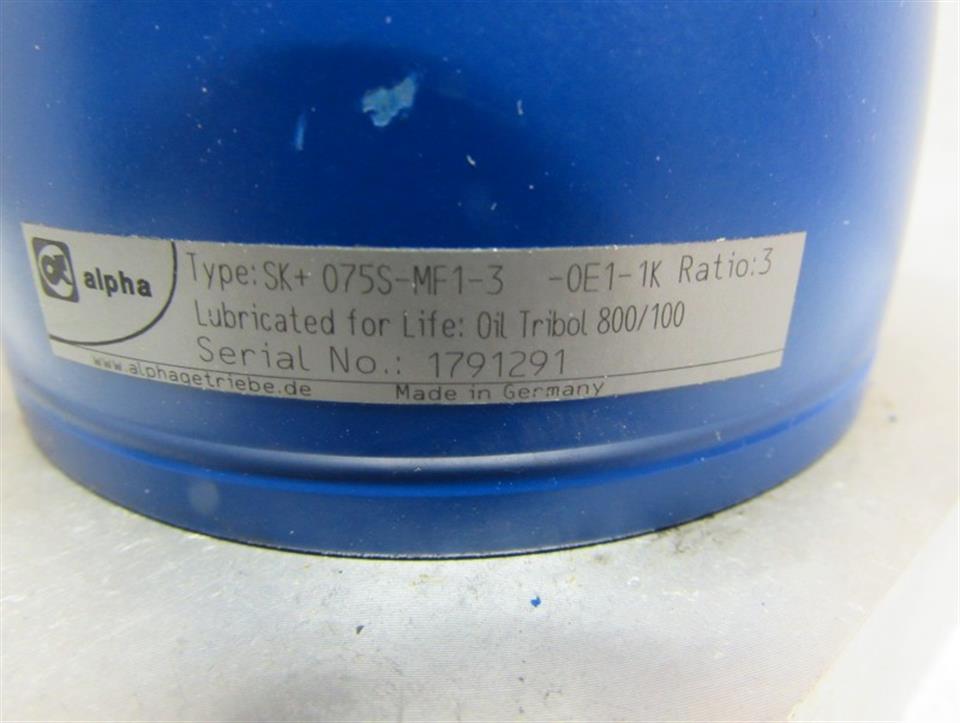 alpha
Type: SK+ 075S-MF1-3 -0E1-1K Ratio:3
Lubricated for Life: Oil Tribol 800/100
Serial No.: 1791291
www.alphagetriebe.de Made in Germany